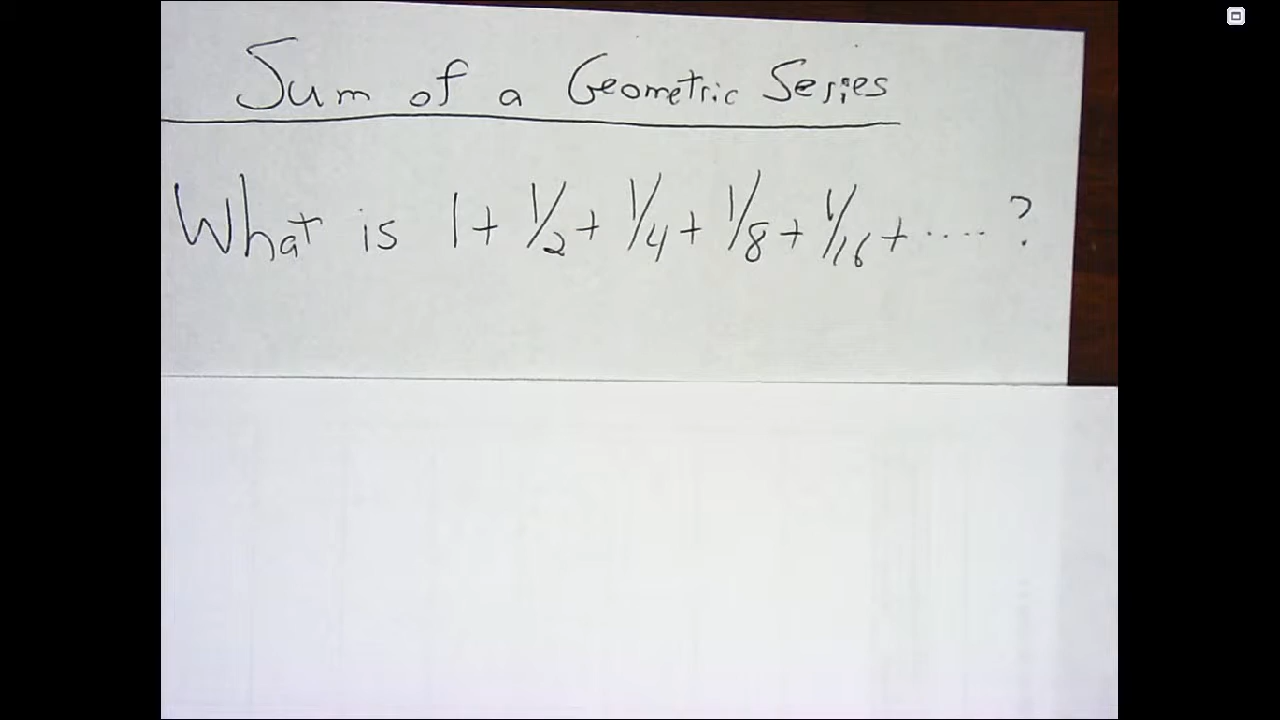 Sum of a Geometric Series
What is 1 + 1/2 + 1/4 + 1/8 + 1/16 + ..... ?